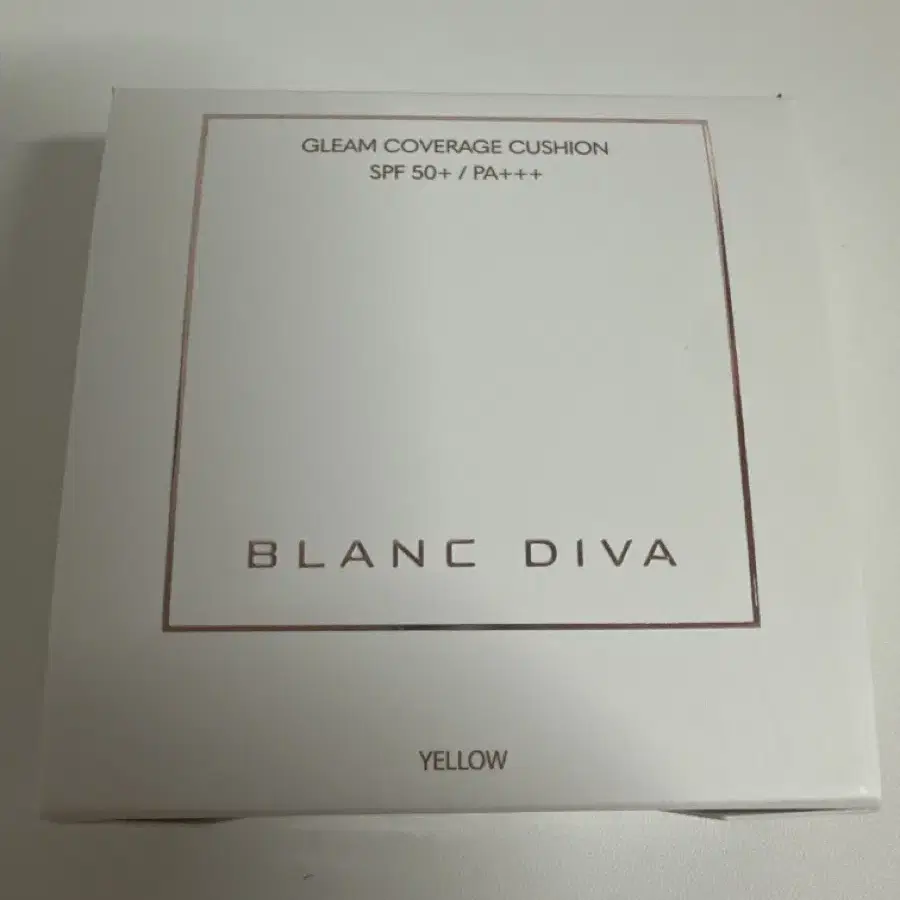 GLEAM COVERAGE CUSHION
SPF 50+ / PA+++
BLANC DIVA
YELLOW